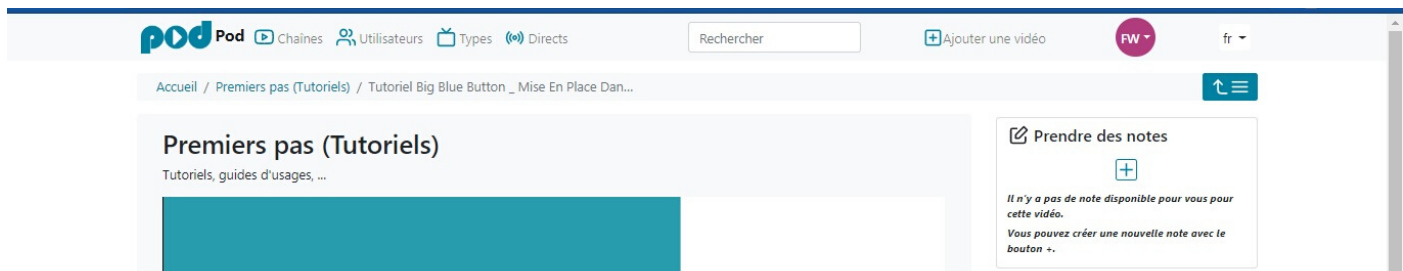 pod Pod Chaînes Utilisateurs Types Directs Rechercher Ajouter une vidéo FW fr
Accueil / Premiers pas (Tutoriels) / Tutoriel Big Blue Button _ Mise En Place Dan...
Premiers pas (Tutoriels)
Tutoriels, guides d'usages, ...
Prendre des notes
Il n'y a pas de note disponible pour vous pour
cette vidéo.
Vous pouvez créer une nouvelle note avec le
bouton +.